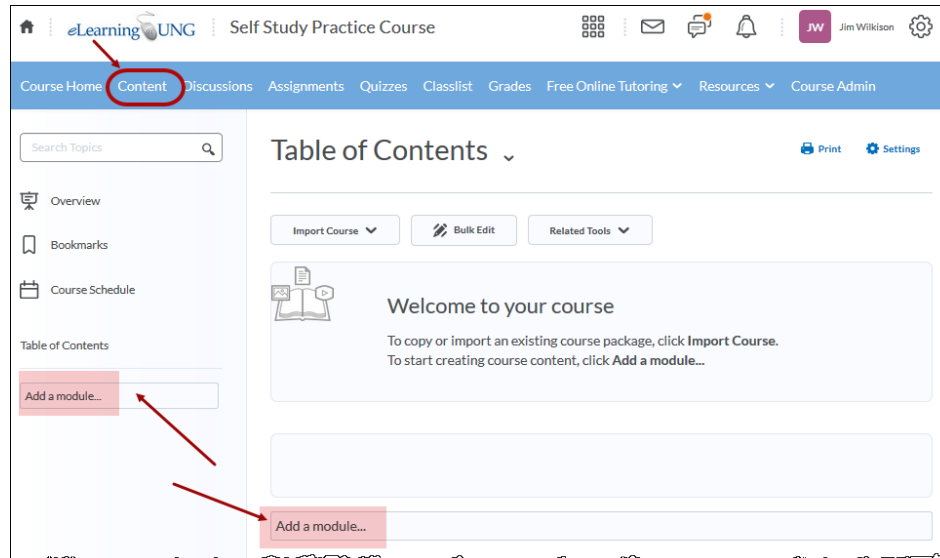 eLearning UNG Self Study Practice Course JW Jim Wilkison
Course Home Content Discussions Assignments Quizzes Classlist Grades Free Online Tutoring Resources Course Admin
Search Topics
Overview
Bookmarks
Course Schedule
Table of Contents
Add a module...
Table of Contents
Print Settings
Import Course Bulk Edit Related Tools
Welcome to your course
To copy or import an existing course package, click Import Course.
To start creating course content, click Add a module...
Add a module...